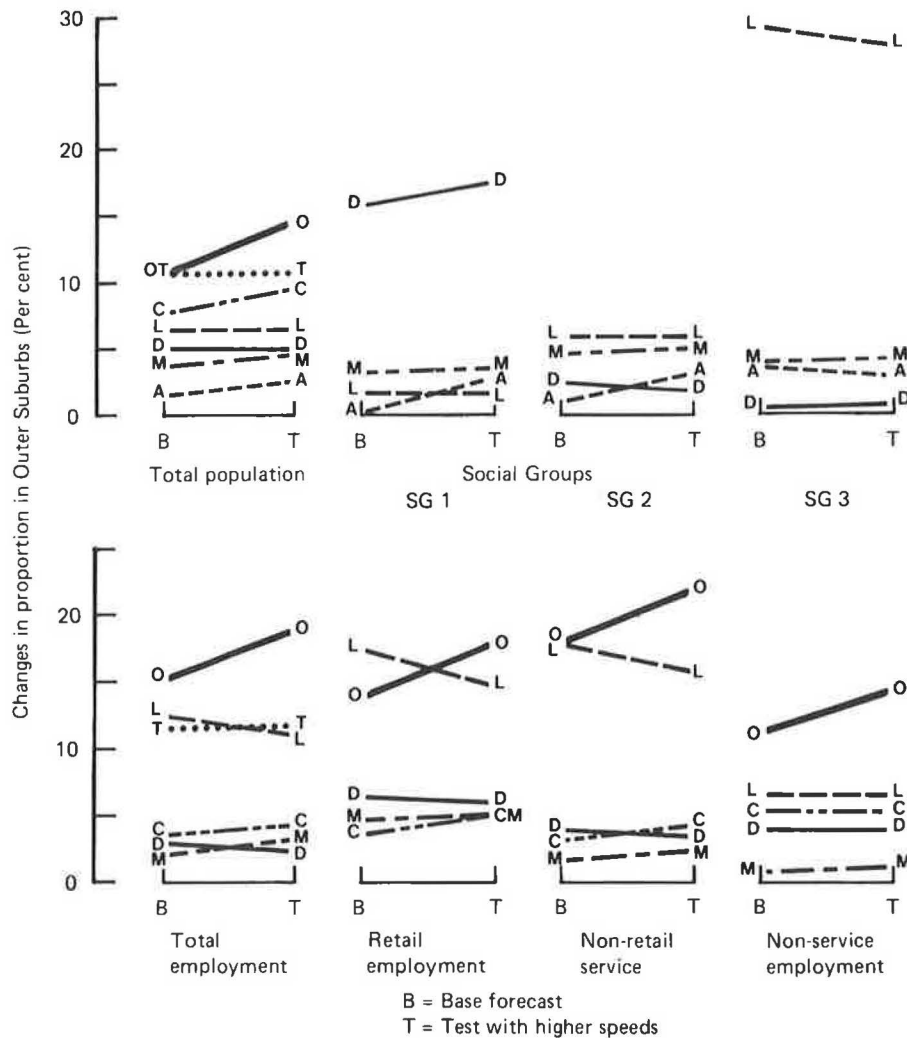 Changes in proportion in Outer Suburbs (Per cent)
30
20
10
0
OT
C
L
D
M
A
O
T
C
L
D
M
A
B T
Total population
D
M
L
A
D
M
A
L
B T
Social Groups
SG 1
L
M
D
A
L
M
A
D
B T
SG 2
L
M
A
D
L
M
A
D
B T
SG 3
20
10
0
O
L
T
C
D
M
O
T
L
C
M
D
B T
Total
employment
L
O
D
M
C
O
L
D
CM
B T
Retail
employment
O
L
D
C
M
O
L
C
D
M
B T
Non-retail
service
O
L
C
D
M
O
L
C
D
M
B T
Non-service
employment
B = Base forecast
T = Test with higher speeds